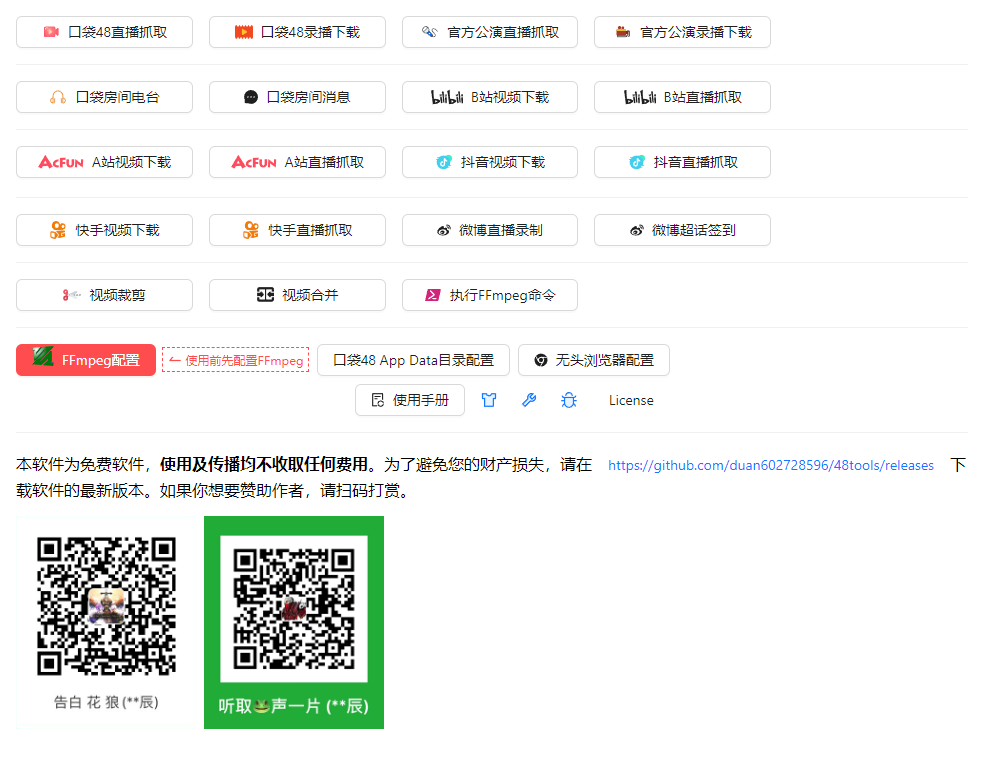 口袋48直播抓取 口袋48录播下载 官方公演直播抓取 官方公演录播下载
口袋房间电台 口袋房间消息 bilibili B站视频下载 bilibili B站直播抓取
AcFun A站视频下载 AcFun A站直播抓取 抖音视频下载 抖音直播抓取
快手视频下载 快手直播抓取 微博直播录制 微博超话签到
视频裁剪 视频合并 执行FFmpeg命令
FFmpeg配置 ← 使用前先配置FFmpeg 口袋48 App Data目录配置 无头浏览器配置
使用手册 License
本软件为免费软件，使用及传播均不收取任何费用。为了避免您的财产损失，请在 https://github.com/duan602728596/48tools/releases 下
载软件的最新版本。如果你想要赞助作者，请扫码打赏。
告白 花 狼 (**辰) 听取🐸声一片 (**辰)